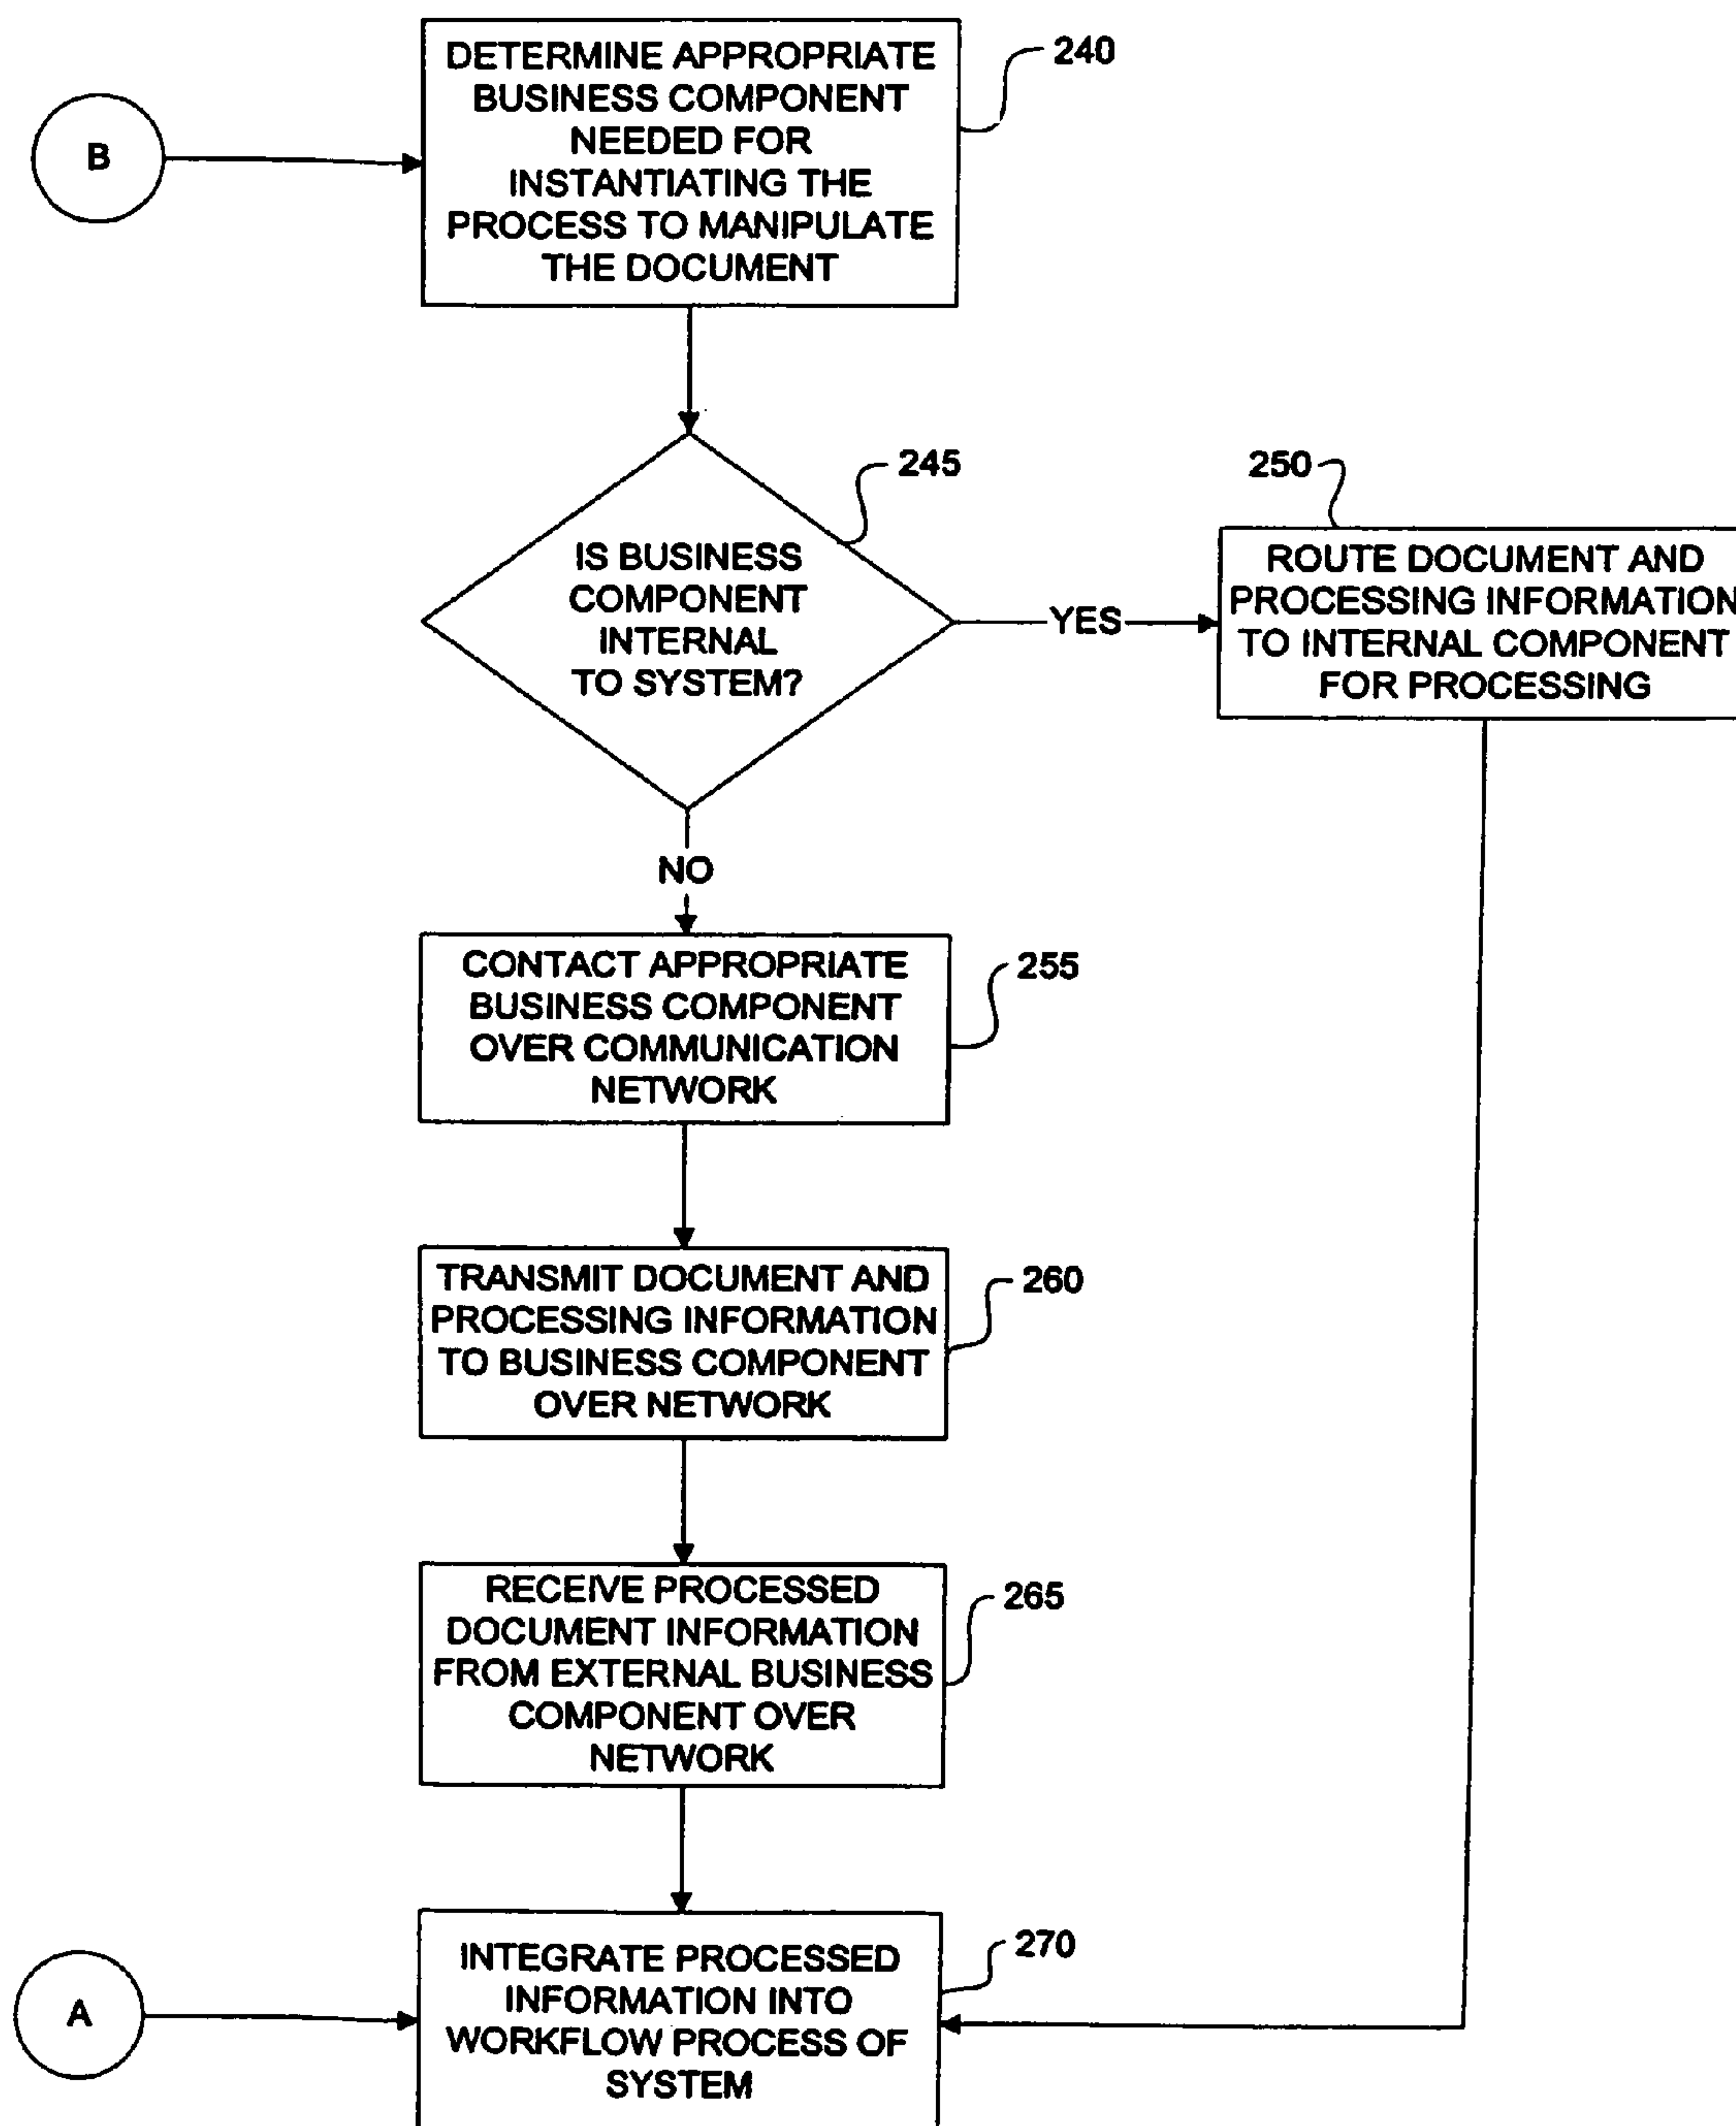 DETERMINE APPROPRIATE
BUSINESS COMPONENT
NEEDED FOR
INSTANTIATING THE
PROCESS TO MANIPULATE
THE DOCUMENT
240
B
245
IS BUSINESS
COMPONENT
INTERNAL
TO SYSTEM?
YES
250
ROUTE DOCUMENT AND
PROCESSING INFORMATION
TO INTERNAL COMPONENT
FOR PROCESSING
NO
CONTACT APPROPRIATE
BUSINESS COMPONENT
OVER COMMUNICATION
NETWORK
255
TRANSMIT DOCUMENT AND
PROCESSING INFORMATION
TO BUSINESS COMPONENT
OVER NETWORK
260
RECEIVE PROCESSED
DOCUMENT INFORMATION
FROM EXTERNAL BUSINESS
COMPONENT OVER
NETWORK
265
A
INTEGRATE PROCESSED
INFORMATION INTO
WORKFLOW PROCESS OF
SYSTEM
270